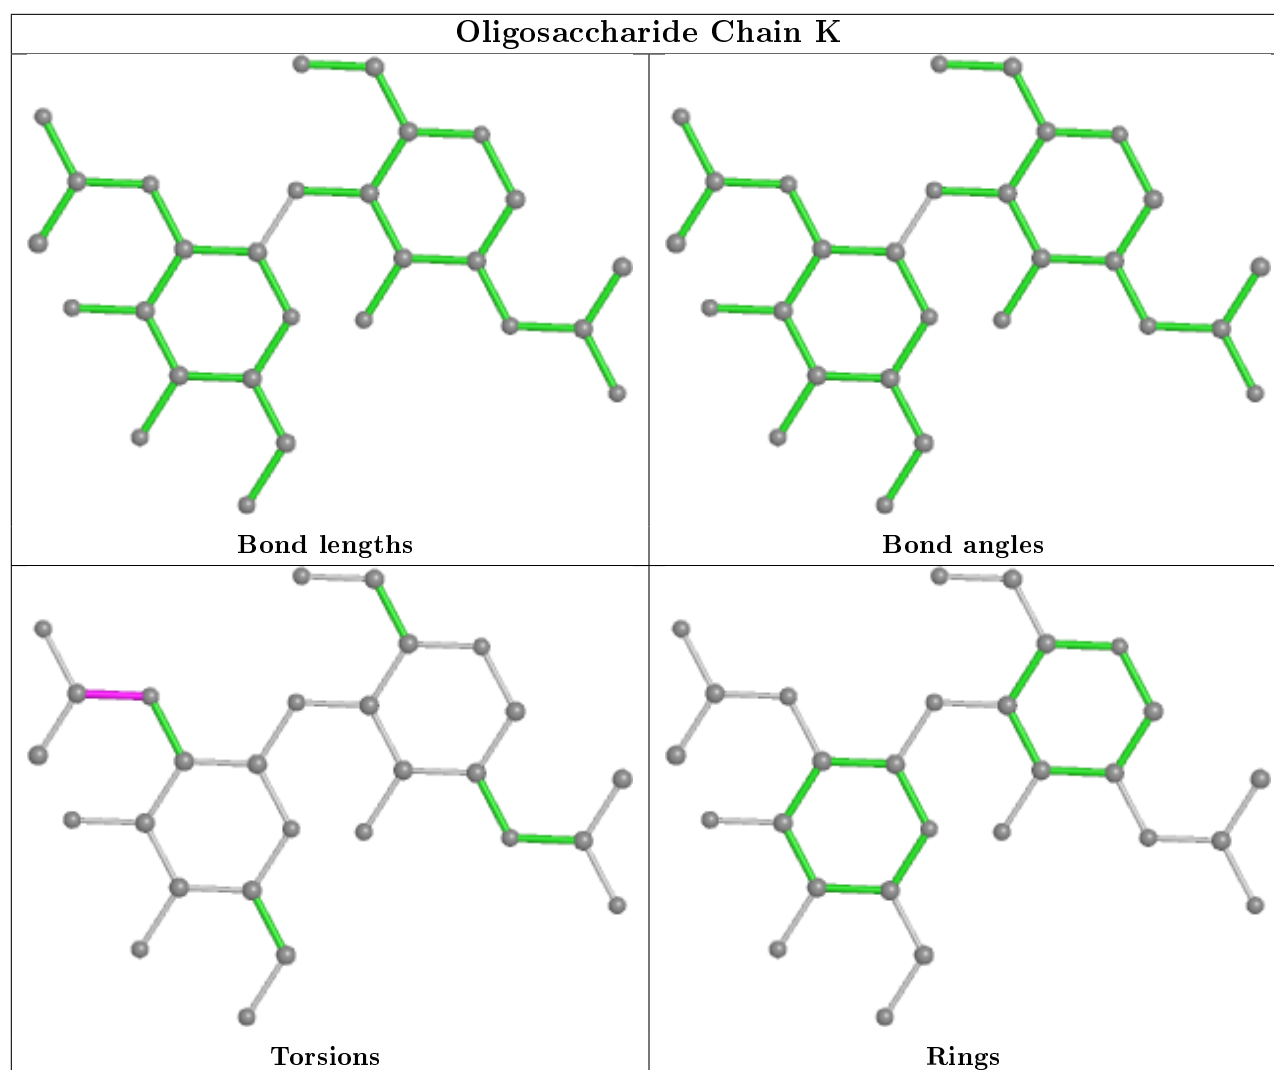 Oligosaccharide Chain K
Bond lengths
Bond angles
Torsions
Rings